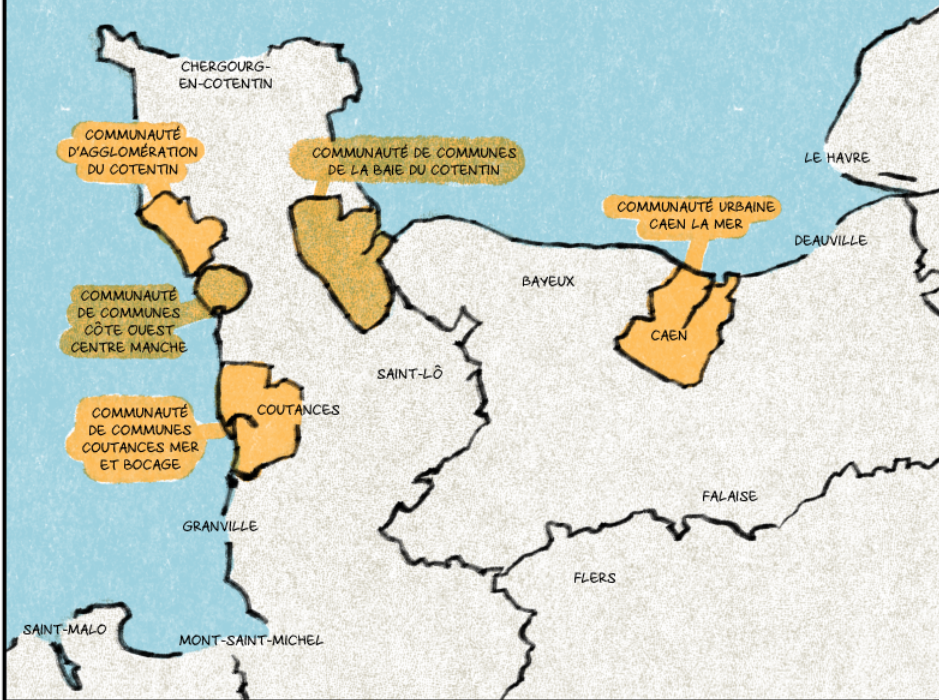 CHERGOURG-
EN-COTENTIN
COMMUNAUTÉ
D'AGGLOMÉRATION
DU COTENTIN
COMMUNAUTÉ DE COMMUNES
DE LA BAIE DU COTENTIN
LE HAVRE
COMMUNAUTÉ URBAINE
CAEN LA MER
DEAUVILLE
BAYEUX
COMMUNAUTÉ
DE COMMUNES
CÔTE OUEST
CENTRE MANCHE
CAEN
SAINT-LÔ
COMMUNAUTÉ
DE COMMUNES
COUTANCES MER
ET BOCAGE
COUTANCES
FALAISE
GRANVILLE
FLERS
SAINT-MALO
MONT-SAINT-MICHEL